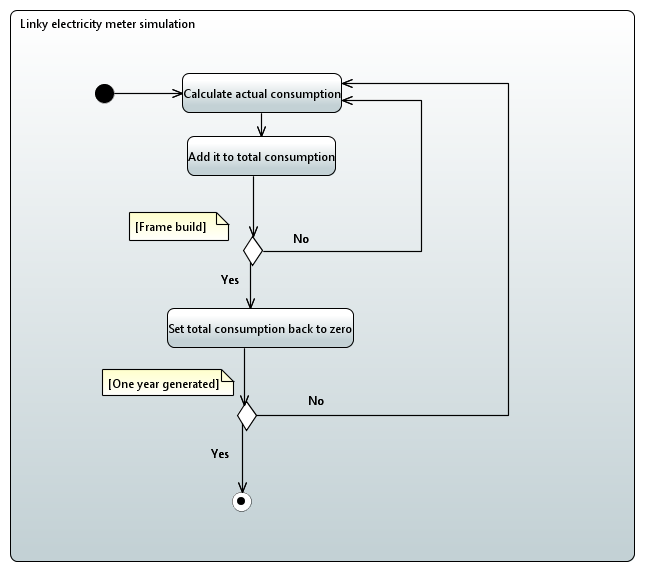 Linky electricity meter simulation
Calculate actual consumption
Add it to total consumption
[Frame build]
No
Yes
Set total consumption back to zero
[One year generated]
No
Yes